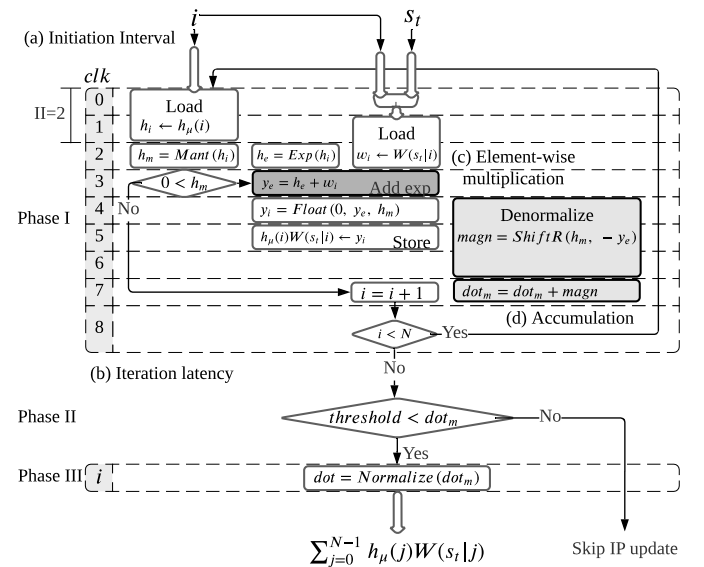 i
s_t
(a) Initiation Interval
clk
0
II=2
Load
h_i ← h_μ(i)
1
Load
w_i ← W(s_t|i)
2
h_m = Mant(h_i)
h_e = Exp(h_i)
(c) Element-wise
multiplication
3
0 < h_m
y_e = h_e + w_i
Add exp
No
Phase I
4
y_i = Float(0, y_e, h_m)
Denormalize
magn = ShiftR(h_m, − y_e)
5
h_μ(i)W(s_t|i) ← y_i
Store
6
7
i = i + 1
dot_m = dot_m + magn
(d) Accumulation
8
i < N
Yes
(b) Iteration latency
No
Phase II
threshold < dot_m
No
Yes
Phase III
i
dot = Normalize(dot_m)
∑_{j=0}^{N−1} h_μ(j)W(s_t|j)
Skip IP update